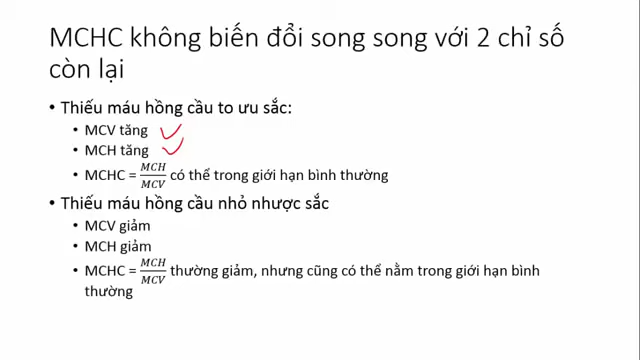 MCHC không biến đổi song song với 2 chỉ số
còn lại
• Thiếu máu hồng cầu to ưu sắc:
• MCV tăng
• MCH tăng
• MCHC = MCH/MCV có thể trong giới hạn bình thường
• Thiếu máu hồng cầu nhỏ nhược sắc
• MCV giảm
• MCH giảm
• MCHC = MCH/MCV thường giảm, nhưng cũng có thể nằm trong giới hạn bình
thường